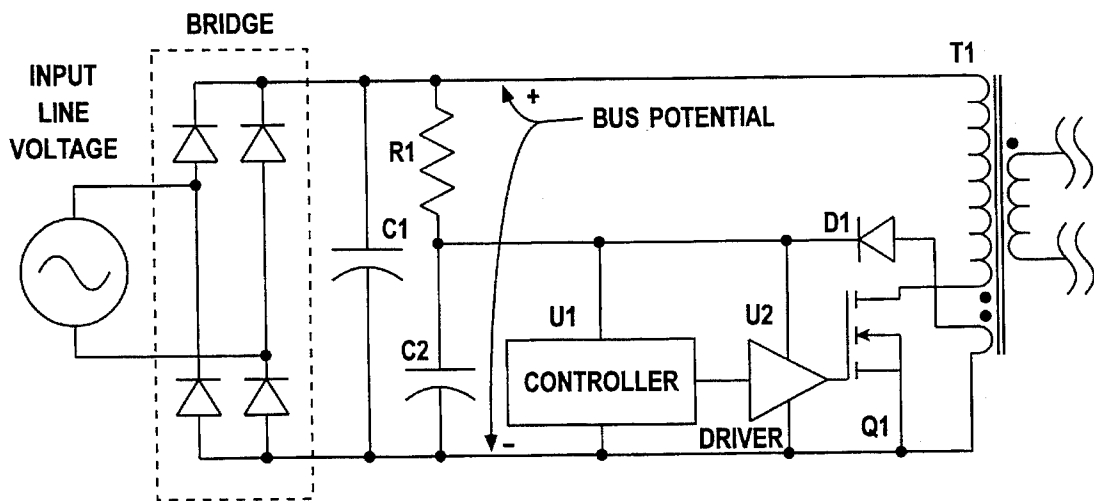 BRIDGE
T1
INPUT
LINE
VOLTAGE
+
BUS POTENTIAL
R1
C1
D1
U1
U2
C2
CONTROLLER
DRIVER
Q1
−